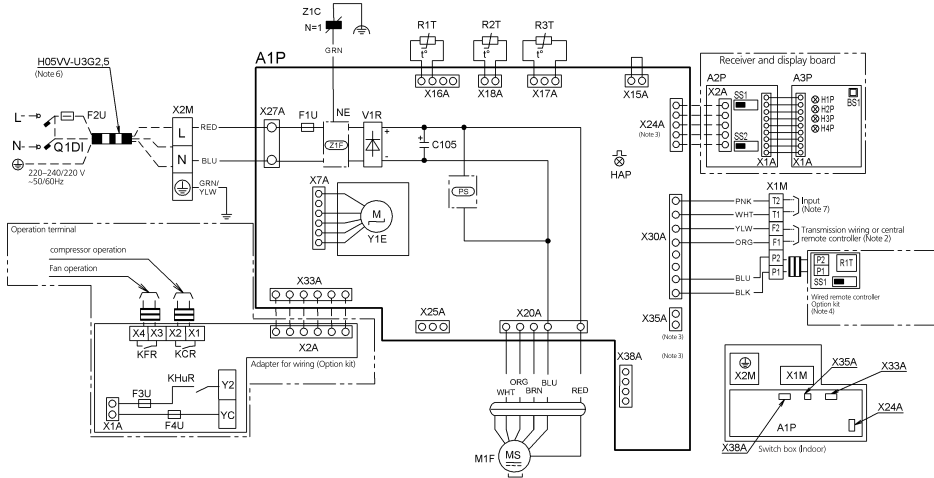 Z1C
N=1
GRN
R1T
R2T
R3T
t°
t°
t°
A1P
X16A
X18A
X17A
X15A
H05VV-U3G2,5
(Note 6)
L
F2U
N
Q1DI
220–240/220 V
~50/60Hz
X2M
L
N
RED
BLU
GRN/
YLW
X27A
F1U
NE
Z1F
V1R
+
-
C105
PS
X7A
M
Y1E
HAP
Receiver and display board
A2P
A3P
X2A
SS1
SS2
X1A
X1A
BS1
H1P
H2P
H3P
H4P
X24A
(Note 3)
X1M
X30A
PNK
WHT
YLW
ORG
BLU
BLK
T2
T1
F2
F1
P2
P1
Input
(Note 7)
Transmission wiring or central
remote controller (Note 2)
P2
P1
R1T
SS1
Wired remote controller
Option kit
(Note 4)
X35A
(Note 3)
(Note 3)
X38A
Operation terminal
compressor operation
Fan operation
X4
X3
X2
X1
KFR
KCR
X33A
X2A
Adapter for wiring (Option kit)
KHuR
F3U
F4U
X1A
Y2
YC
X25A
X20A
WHT
ORG
BRN
BLU
RED
M1F
MS
X2M
X1M
X35A
X33A
X24A
A1P
X38A
Switch box (Indoor)